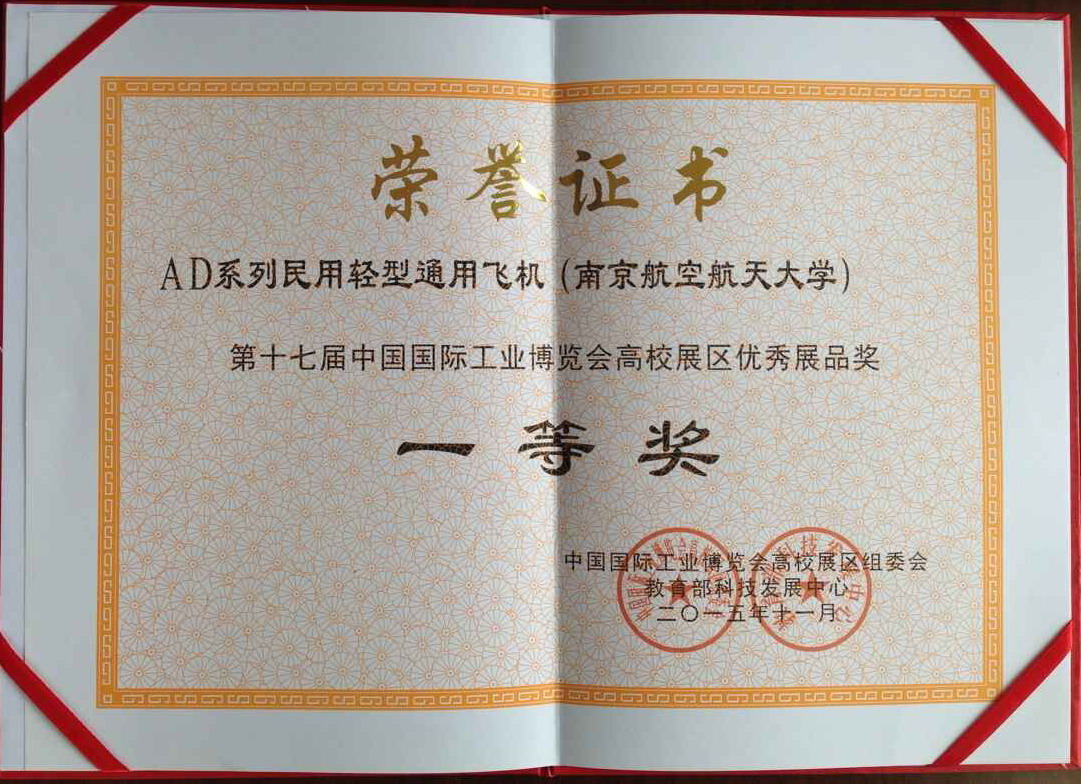 荣誉证书
AD系列民用轻型通用飞机（南京航空航天大学）
第十七届中国国际工业博览会高校展区优秀展品奖
一等奖
中国国际工业博览会高校展区组委会
教育部科技发展中心
二〇一五年十一月